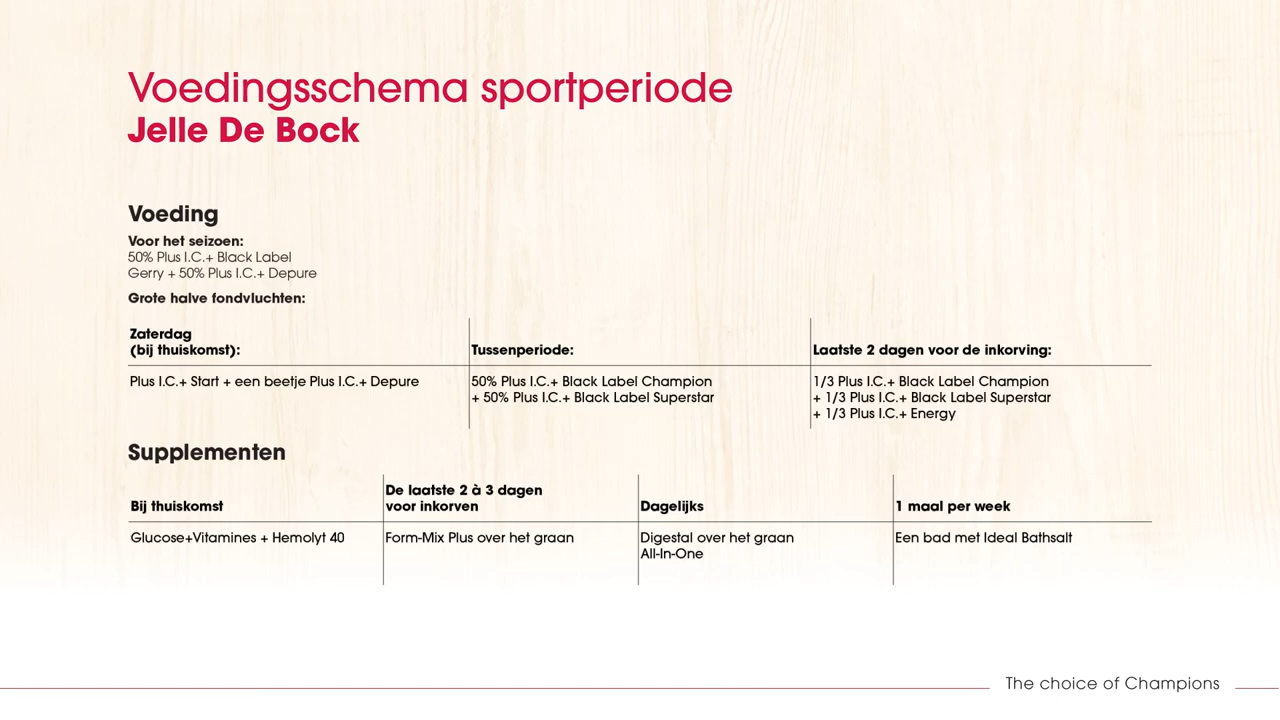 Voedingsschema sportperiode
Jelle De Bock
Voeding
Voor het seizoen:
50% Plus I.C.+ Black Label
Gerry + 50% Plus I.C.+ Depure
Grote halve fondvluchten:
Zaterdag
(bij thuiskomst):
Tussenperiode:
Laatste 2 dagen voor de inkorving:
Plus I.C.+ Start + een beetje Plus I.C.+ Depure
50% Plus I.C.+ Black Label Champion
+ 50% Plus I.C.+ Black Label Superstar
1/3 Plus I.C.+ Black Label Champion
+ 1/3 Plus I.C.+ Black Label Superstar
+ 1/3 Plus I.C.+ Energy
Supplementen
Bij thuiskomst
De laatste 2 à 3 dagen
voor inkorven
Dagelijks
1 maal per week
Glucose+Vitamines + Hemolyt 40
Form-Mix Plus over het graan
Digestal over het graan
All-In-One
Een bad met Ideal Bathsalt
The choice of Champions